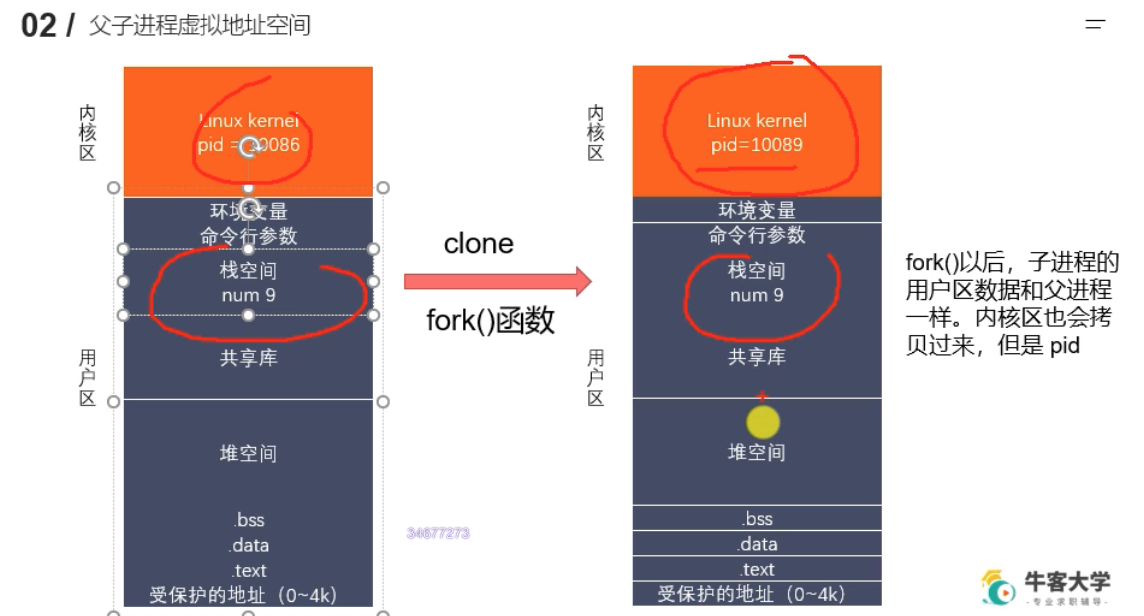 02 / 父子进程虚拟地址空间
内核区
Linux kernel
pid = 10086
环境变量
命令行参数
栈空间
num 9
共享库
用户区
堆空间
.bss
.data
.text
受保护的地址（0~4k）
clone
fork()函数
34677273
内核区
Linux kernel
pid=10089
环境变量
命令行参数
栈空间
num 9
共享库
用户区
堆空间
.bss
.data
.text
受保护的地址（0~4k）
fork()以后，子进程的
用户区数据和父进程
一样。内核区也会拷
贝过来，但是 pid
牛客大学
-专业求职辅导-